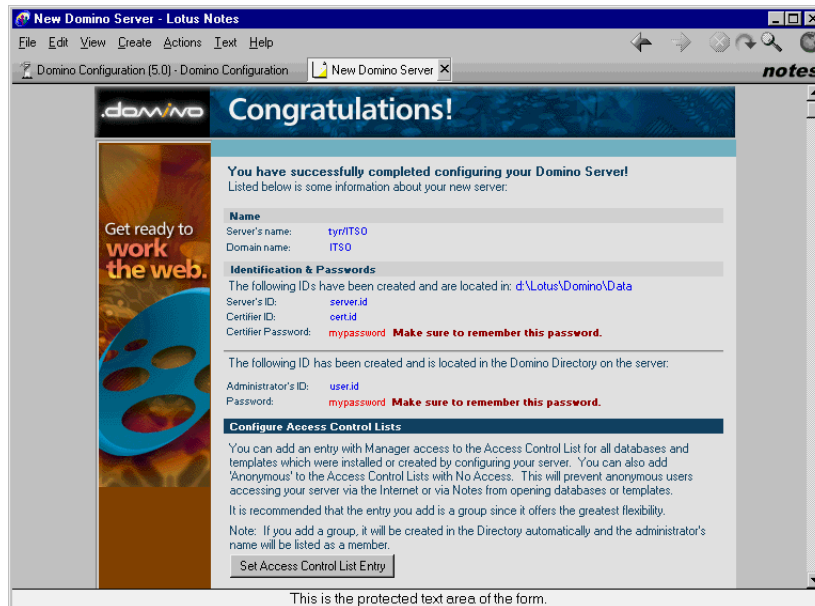 New Domino Server - Lotus Notes
File Edit View Create Actions Text Help
Domino Configuration (5.0) - Domino Configuration New Domino Server notes
.domino Congratulations!
You have successfully completed configuring your Domino Server!
Listed below is some information about your new server:
Get ready to
work
the web.
Name
Server's name: tyr/ITSO
Domain name: ITSO
Identification & Passwords
The following IDs have been created and are located in: d:\Lotus\Domino\Data
Server's ID: server.id
Certifier ID: cert.id
Certifier Password: mypassword Make sure to remember this password.
The following ID has been created and is located in the Domino Directory on the server:
Administrator's ID: user.id
Password: mypassword Make sure to remember this password.
Configure Access Control Lists
You can add an entry with Manager access to the Access Control List for all databases and
templates which were installed or created by configuring your server. You can also add
'Anonymous' to the Access Control Lists with No Access. This will prevent anonymous users
accessing your server via the Internet or via Notes from opening databases or templates.
It is recommended that the entry you add is a group since it offers the greatest flexibility.
Note: If you add a group, it will be created in the Directory automatically and the administrator's
name will be listed as a member.
Set Access Control List Entry
This is the protected text area of the form.